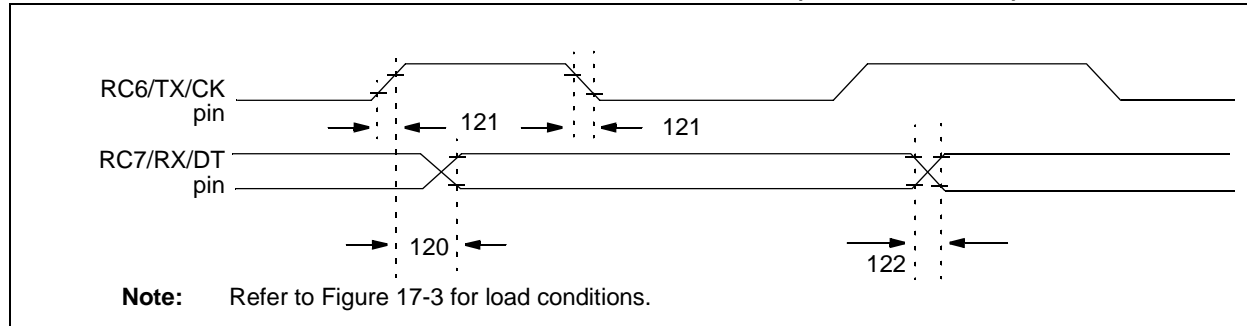 RC6/TX/CK
pin
121
121
RC7/RX/DT
pin
120
122
Note: Refer to Figure 17-3 for load conditions.